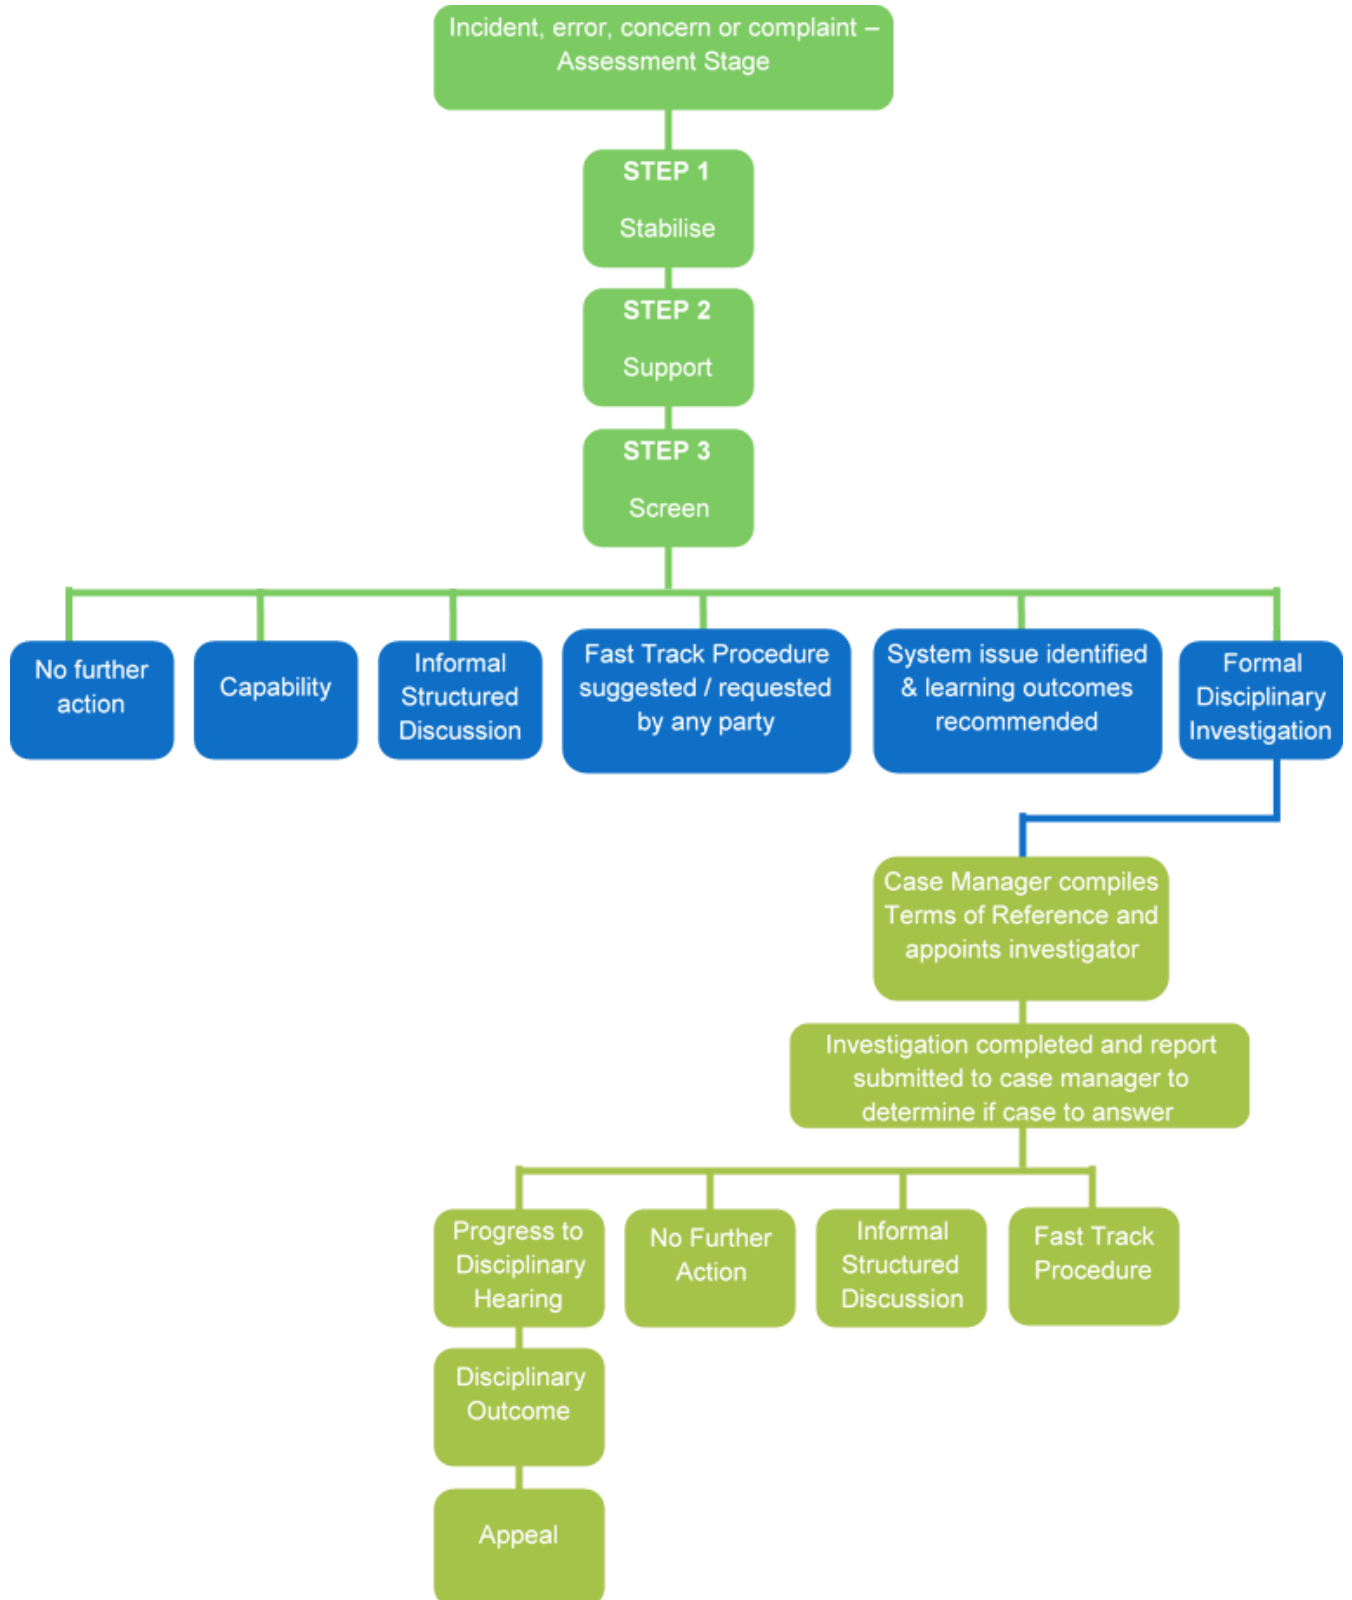 Incident, error, concern or complaint –
Assessment Stage
STEP 1
Stabilise
STEP 2
Support
STEP 3
Screen
No further
action
Capability
Informal
Structured
Discussion
Fast Track Procedure
suggested / requested
by any party
System issue identified
& learning outcomes
recommended
Formal
Disciplinary
Investigation
Case Manager compiles
Terms of Reference and
appoints investigator
Investigation completed and report
submitted to case manager to
determine if case to answer
Progress to
Disciplinary
Hearing
No Further
Action
Informal
Structured
Discussion
Fast Track
Procedure
Disciplinary
Outcome
Appeal